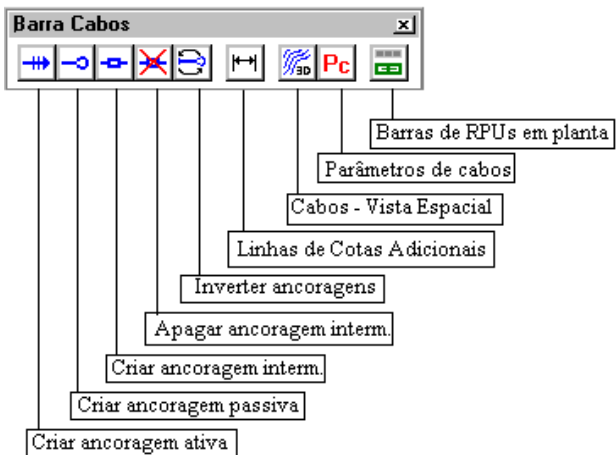 Barra Cabos
3D
Pc
Barras de RPUs em planta
Parâmetros de cabos
Cabos - Vista Espacial
Linhas de Cotas Adicionais
Inverter ancoragens
Apagar ancoragem interm.
Criar ancoragem interm.
Criar ancoragem passiva
Criar ancoragem ativa